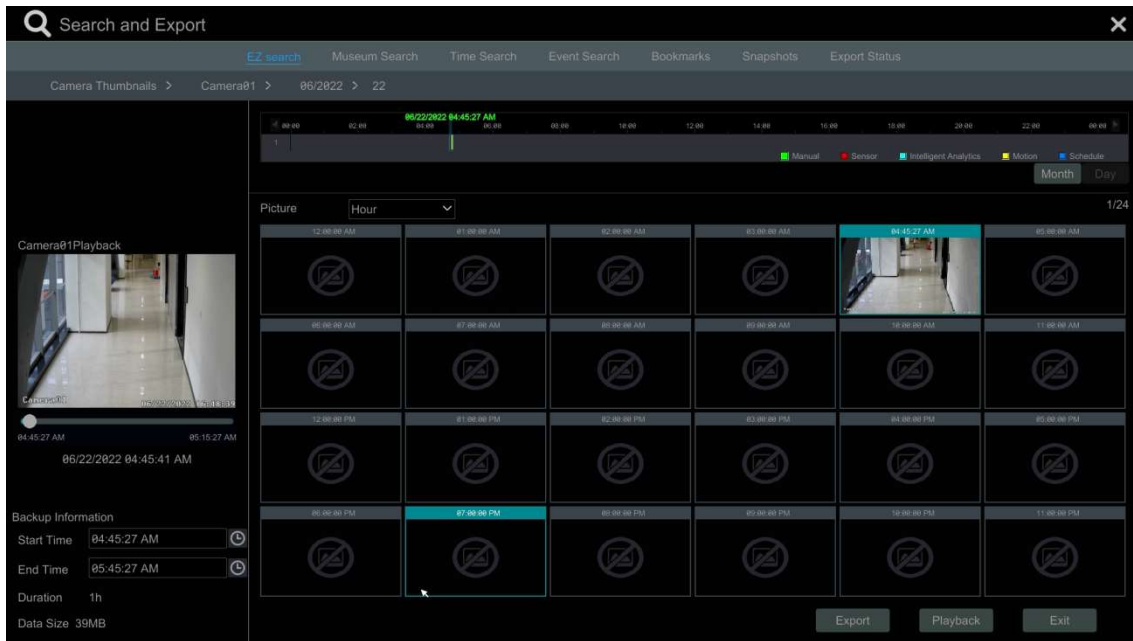 Search and Export
EZ search Museum Search Time Search Event Search Bookmarks Snapshots Export Status
Camera Thumbnails > Camera01 > 06/2022 > 22
06/22/2022 04:45:27 AM
00:00 02:00 04:00 06:00 08:00 10:00 12:00 14:00 16:00 18:00 20:00 22:00 00:00
1
Manual Sensor Intelligent Analytics Motion Schedule
Month Day
Picture Hour 1/24
12:00:00 AM 01:00:00 AM 02:00:00 AM 03:00:00 AM 04:45:27 AM 05:00:00 AM
Camera01Playback
06:00:00 AM 07:00:00 AM 08:00:00 AM 09:00:00 AM 10:00:00 AM 11:00:00 AM
Camera01
12:00:00 PM 01:00:00 PM 02:00:00 PM 03:00:00 PM 04:00:00 PM 05:00:00 PM
04:45:27 AM 05:15:27 AM
06/22/2022 04:45:41 AM
06:00:00 PM 07:00:00 PM 08:00:00 PM 09:00:00 PM 10:00:00 PM 11:00:00 PM
Backup Information
Start Time 04:45:27 AM
End Time 05:45:27 AM
Duration 1h
Data Size 39MB
Export Playback Exit